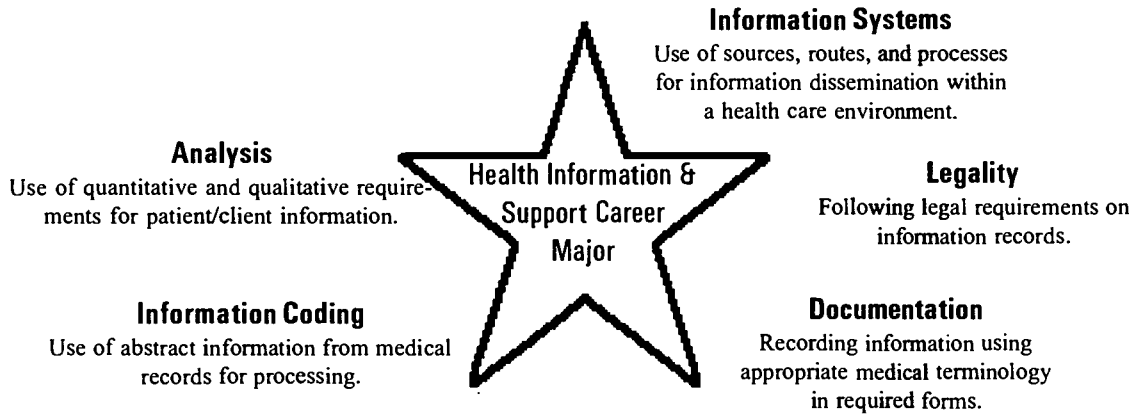 Information Systems
Use of sources, routes, and processes
for information dissemination within
a health care environment.
Analysis
Use of quantitative and qualitative require-
ments for patient/client information.
Health Information &
Support Career
Major
Legality
Following legal requirements on
information records.
Information Coding
Use of abstract information from medical
records for processing.
Documentation
Recording information using
appropriate medical terminology
in required forms.